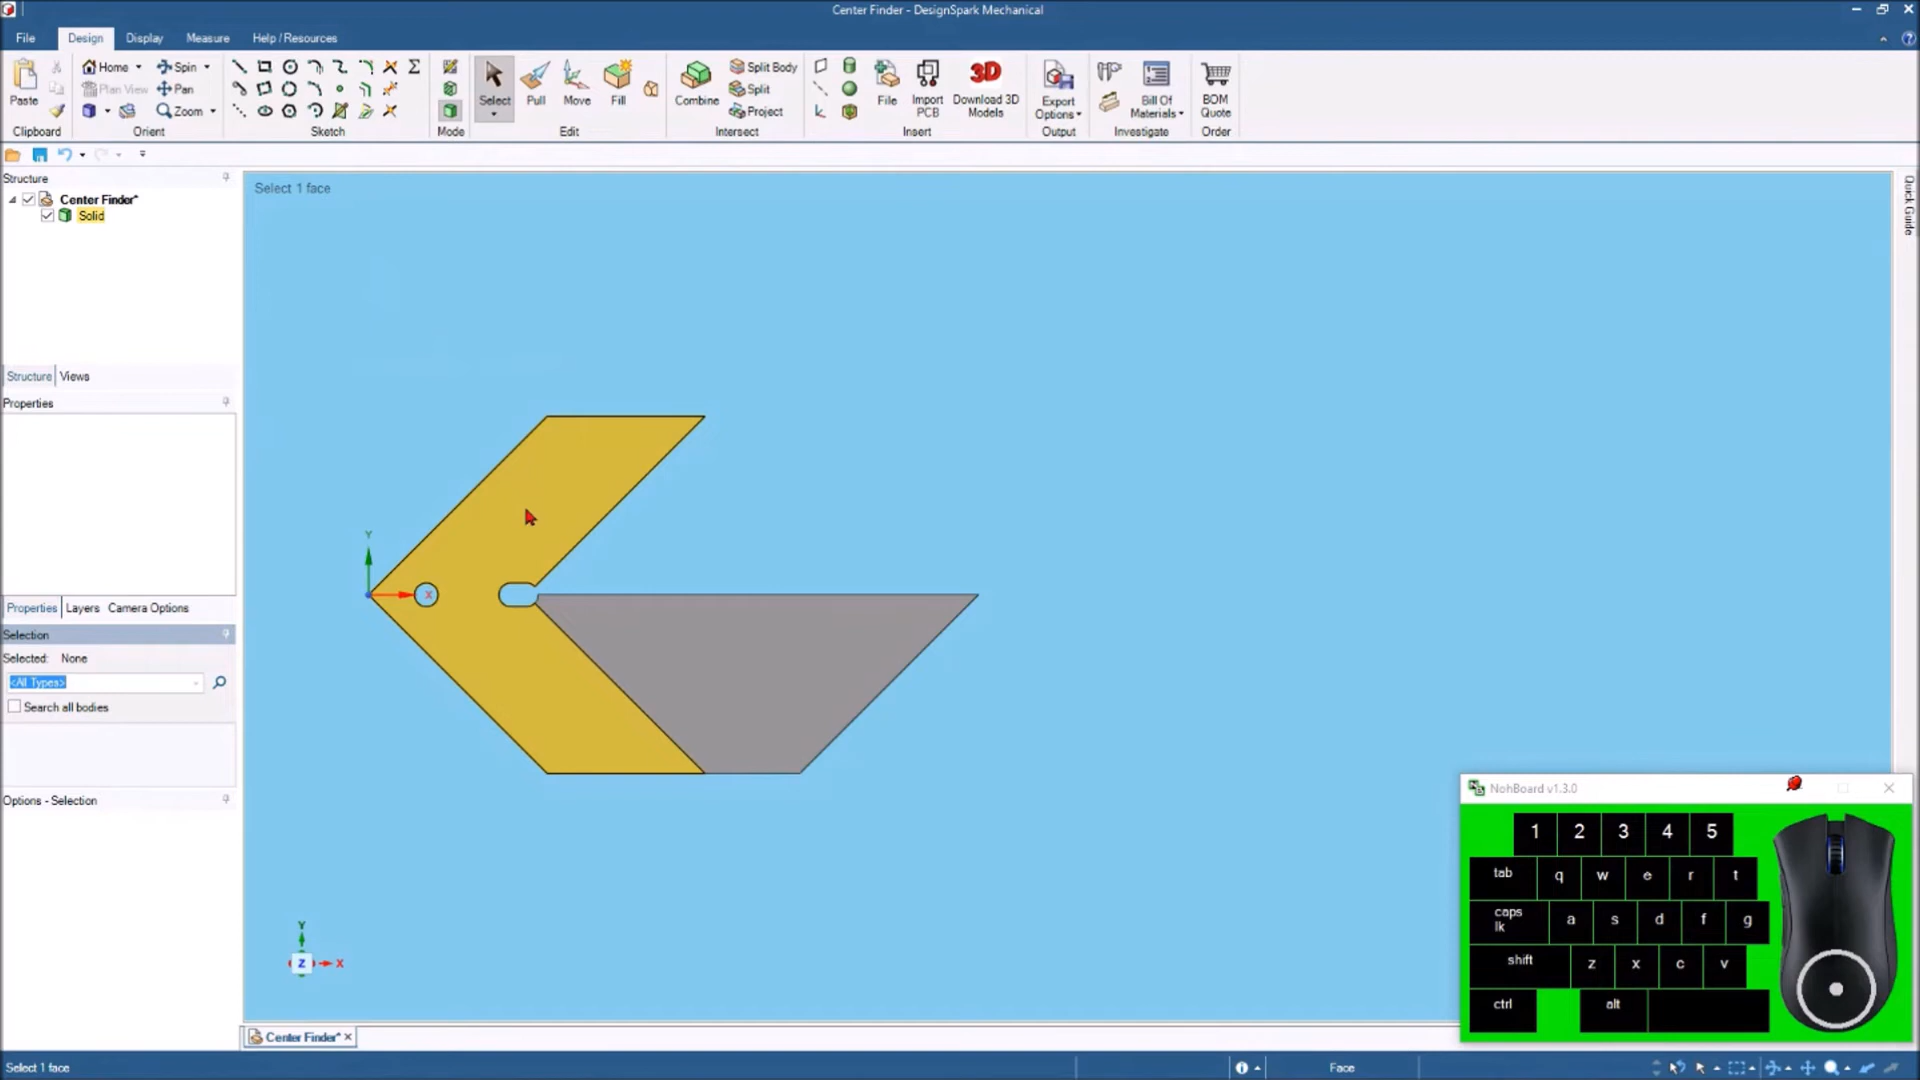 Center Finder - DesignSpark Mechanical
File Design Display Measure Help / Resources
Paste
Clipboard
Home Spin
Plan View Pan
Zoom
Orient
Sketch
Mode
Select Pull Move Fill
Edit
Combine Split Body
Split
Project
Intersect
File Import PCB Download 3D Models
3D
Insert
Export Options
Output
Bill Of Materials
Investigate
BOM Quote
Order
Structure
Center Finder*
Solid
Structure Views
Properties
Properties Layers Camera Options
Selection
Selected: None
<All Types>
Search all bodies
Options - Selection
Select 1 face
Quick Guide
Y
X
Y
Z X
NohBoard v1.3.0
1 2 3 4 5
tab q w e r t
caps lk a s d f g
shift z x c v
ctrl alt
Center Finder*
Select 1 face
Face